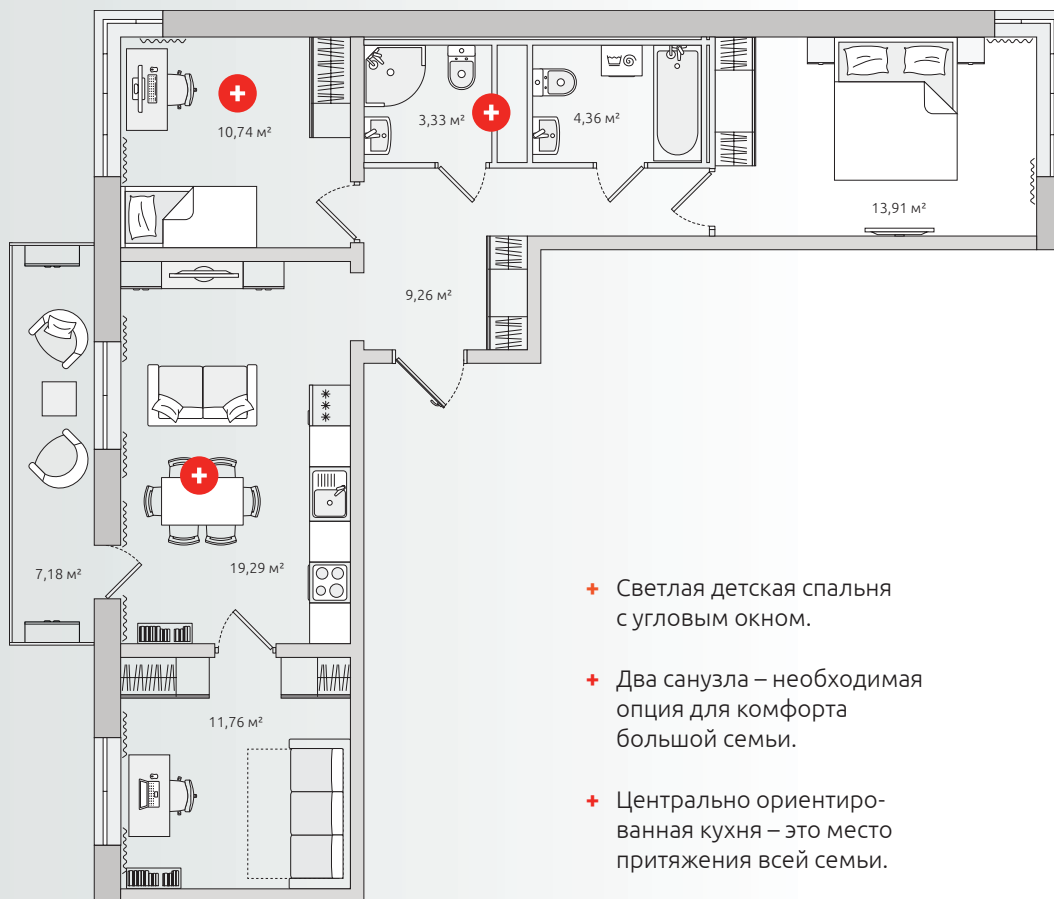 10,74 м²
3,33 м²
4,36 м²
13,91 м²
9,26 м²
7,18 м²
19,29 м²
11,76 м²
+ Светлая детская спальня
с угловым окном.
+ Два санузла – необходимая
опция для комфорта
большой семьи.
+ Центрально ориентиро-
ванная кухня – это место
притяжения всей семьи.